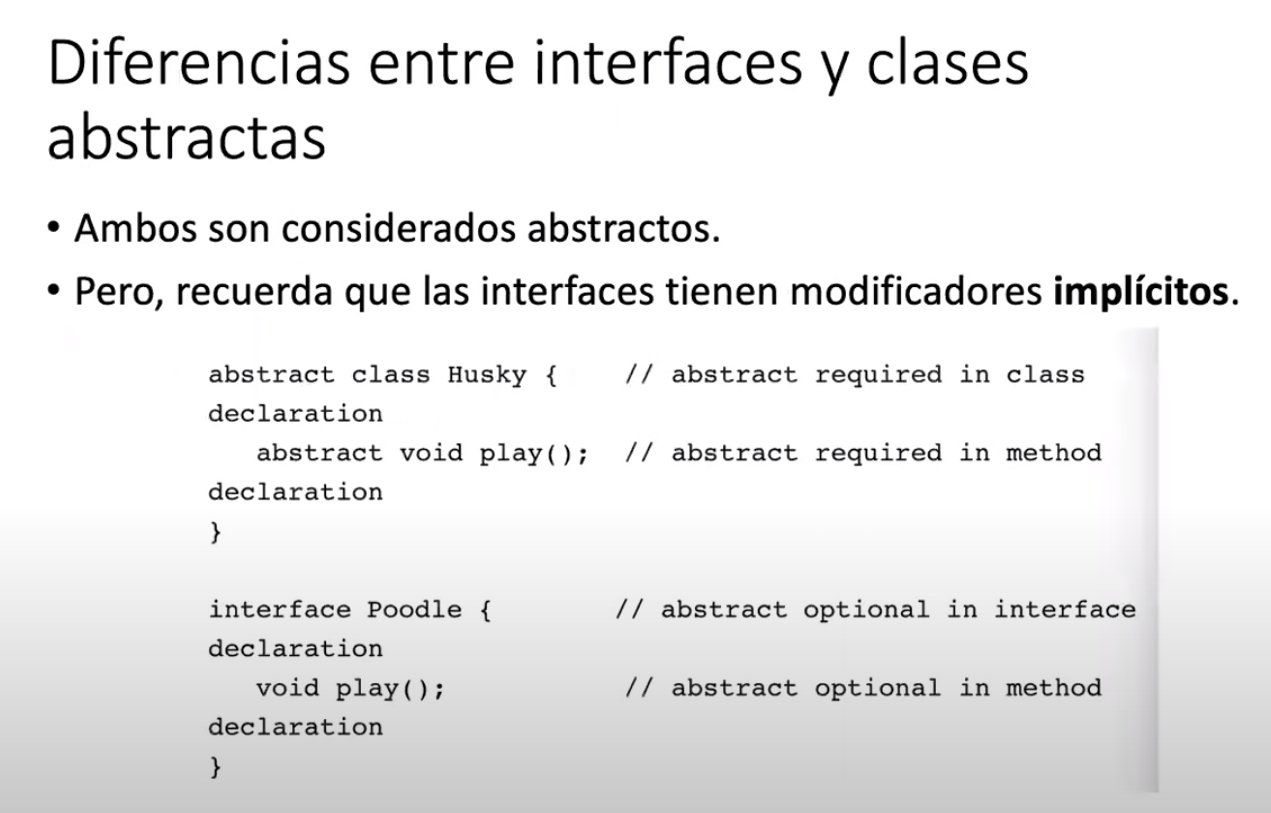 Diferencias entre interfaces y clases
abstractas
• Ambos son considerados abstractos.
• Pero, recuerda que las interfaces tienen modificadores implícitos.
abstract class Husky {    // abstract required in class
declaration
   abstract void play();  // abstract required in method
declaration
}
interface Poodle {        // abstract optional in interface
declaration
   void play();           // abstract optional in method
declaration
}